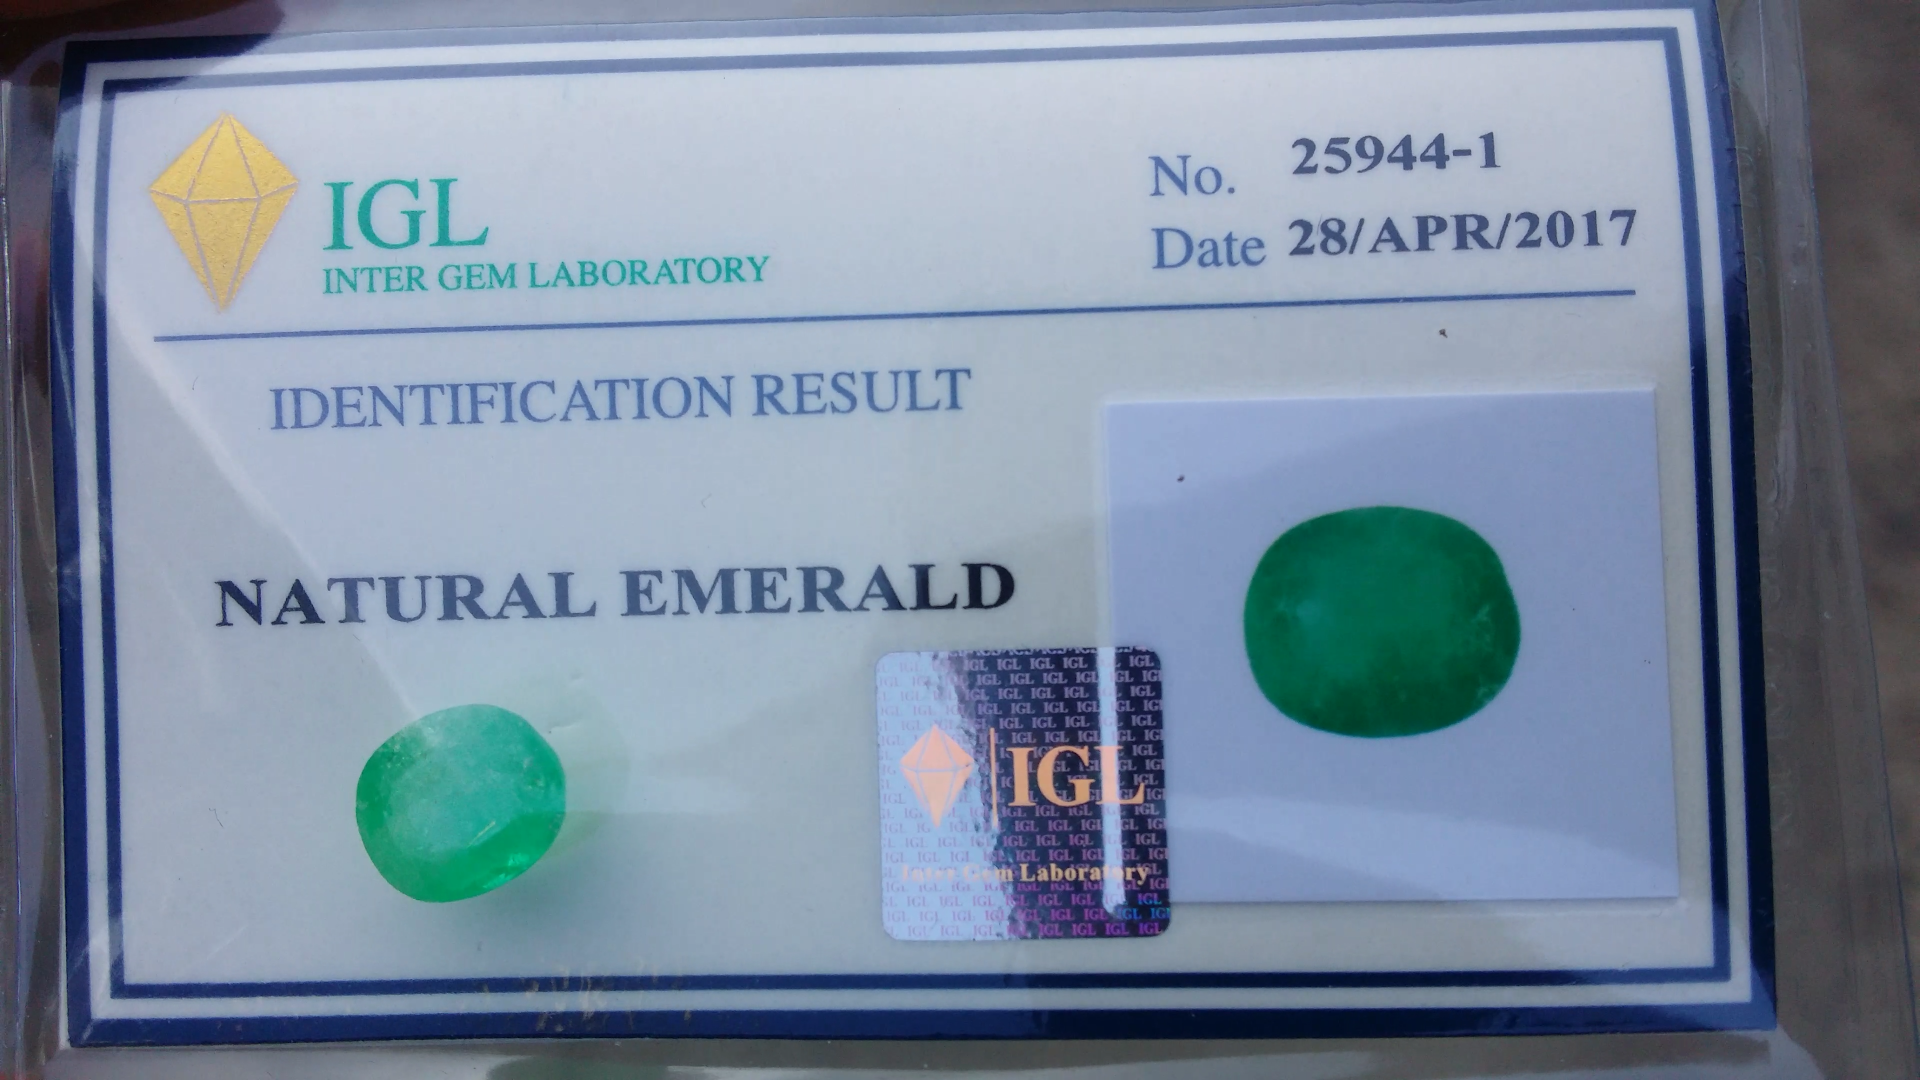 IGL
INTER GEM LABORATORY
No. 25944-1
Date 28/APR/2017
IDENTIFICATION RESULT
NATURAL EMERALD
IGL
Inter Gem Laboratory